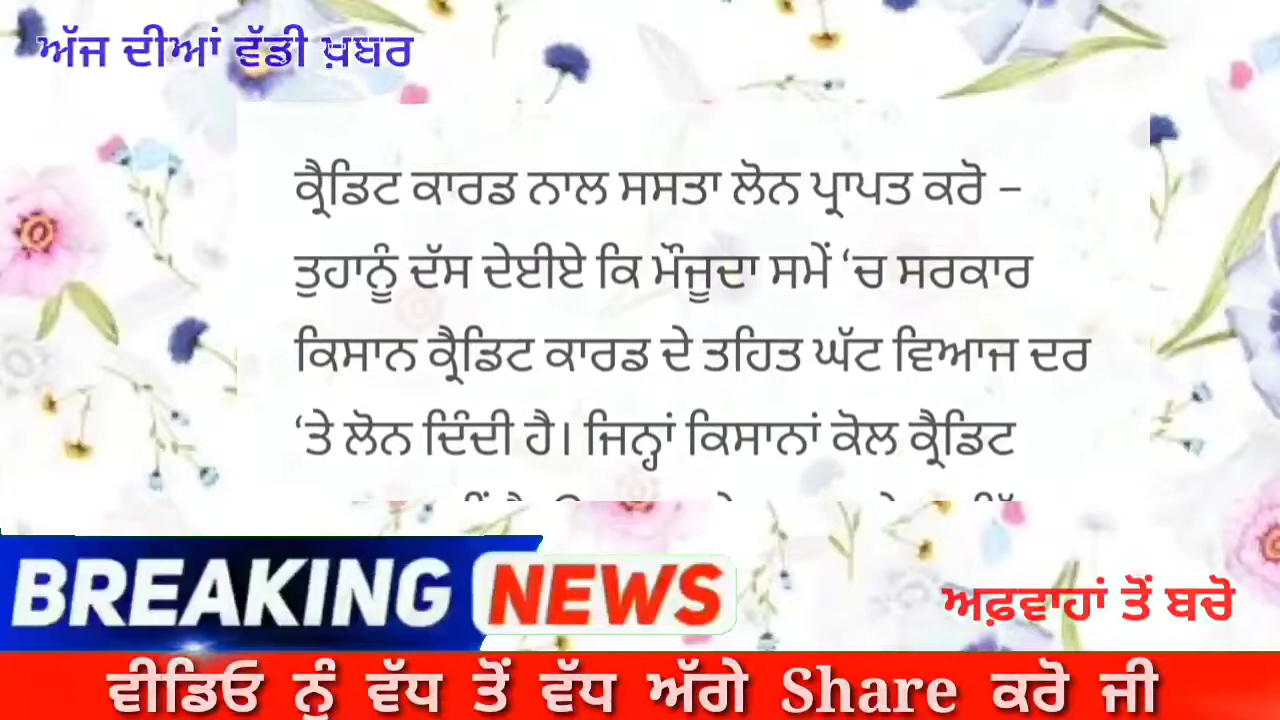 ਅੱਜ ਦੀਆਂ ਵੱਡੀ ਖ਼ਬਰ
ਕ੍ਰੈਡਿਟ ਕਾਰਡ ਨਾਲ ਸਸਤਾ ਲੋਨ ਪ੍ਰਾਪਤ ਕਰੋ –
ਤੁਹਾਨੂੰ ਦੱਸ ਦੇਈਏ ਕਿ ਮੌਜੂਦਾ ਸਮੇਂ ‘ਚ ਸਰਕਾਰ
ਕਿਸਾਨ ਕ੍ਰੈਡਿਟ ਕਾਰਡ ਦੇ ਤਹਿਤ ਘੱਟ ਵਿਆਜ ਦਰ
‘ਤੇ ਲੋਨ ਦਿੰਦੀ ਹੈ। ਜਿਨ੍ਹਾਂ ਕਿਸਾਨਾਂ ਕੋਲ ਕ੍ਰੈਡਿਟ
BREAKING NEWS
ਅਫ਼ਵਾਹਾਂ ਤੋਂ ਬਚੋ
ਵੀਡਿਓ ਨੂੰ ਵੱਧ ਤੋਂ ਵੱਧ ਅੱਗੇ Share ਕਰੋ ਜੀ